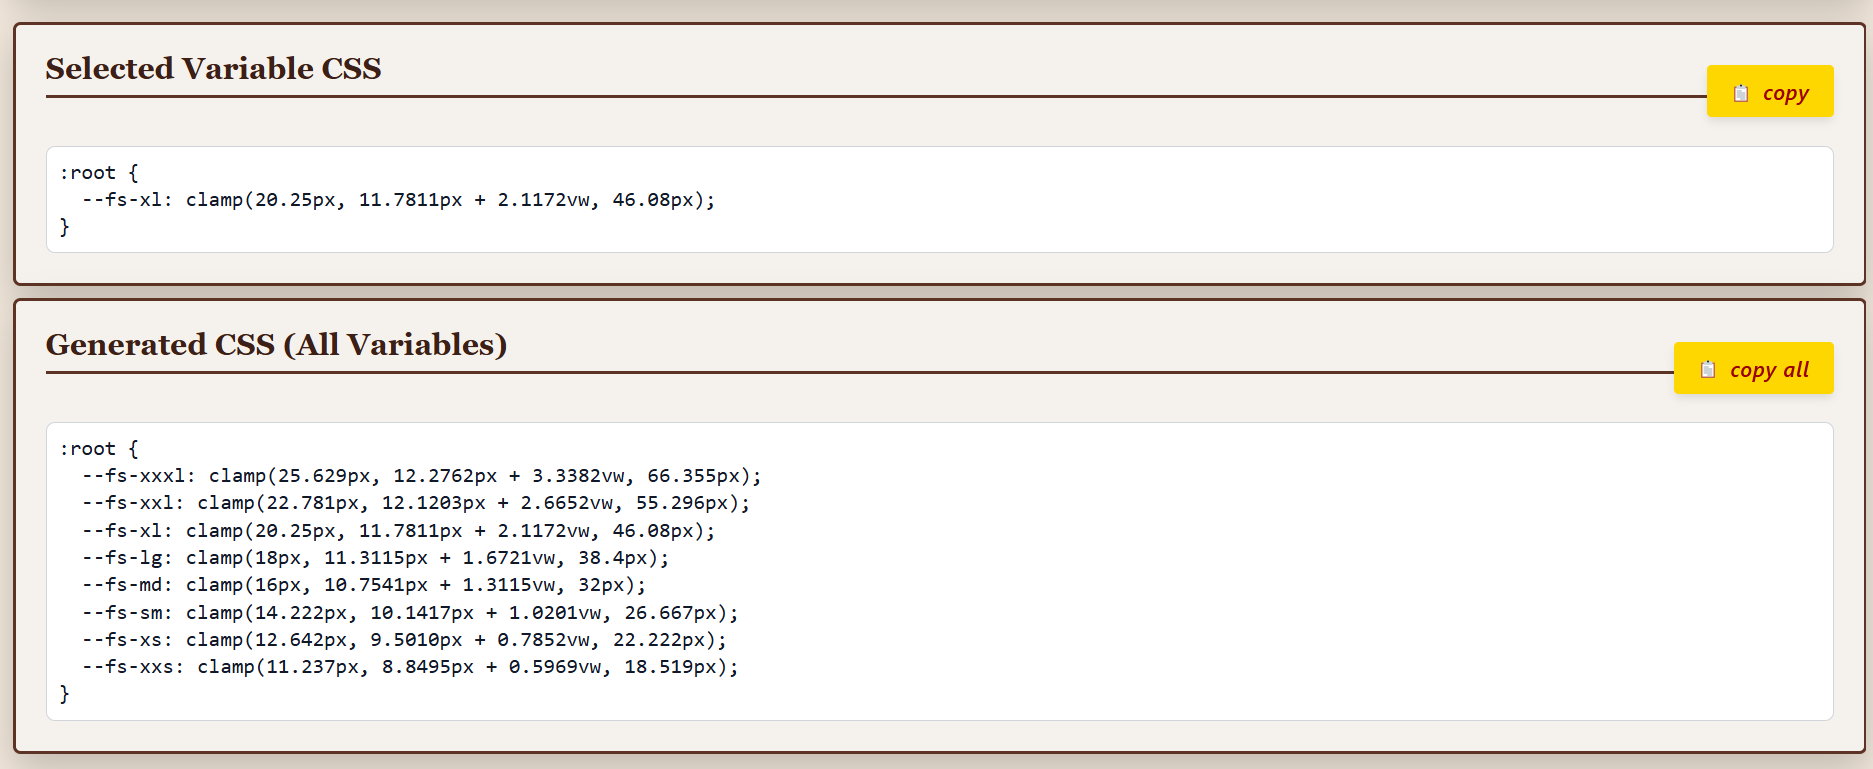 Selected Variable CSS
📋 copy
:root {
  --fs-xl: clamp(20.25px, 11.7811px + 2.1172vw, 46.08px);
}
Generated CSS (All Variables)
📋 copy all
:root {
  --fs-xxxl: clamp(25.629px, 12.2762px + 3.3382vw, 66.355px);
  --fs-xxl: clamp(22.781px, 12.1203px + 2.6652vw, 55.296px);
  --fs-xl: clamp(20.25px, 11.7811px + 2.1172vw, 46.08px);
  --fs-lg: clamp(18px, 11.3115px + 1.6721vw, 38.4px);
  --fs-md: clamp(16px, 10.7541px + 1.3115vw, 32px);
  --fs-sm: clamp(14.222px, 10.1417px + 1.0201vw, 26.667px);
  --fs-xs: clamp(12.642px, 9.5010px + 0.7852vw, 22.222px);
  --fs-xxs: clamp(11.237px, 8.8495px + 0.5969vw, 18.519px);
}